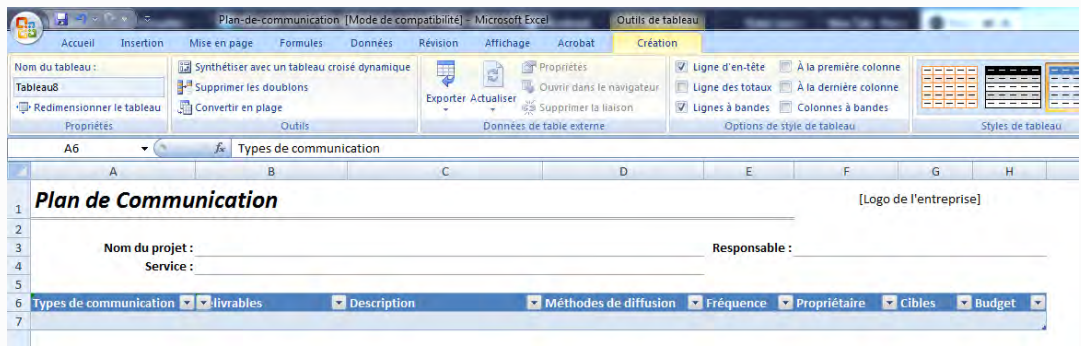 Plan-de-communication [Mode de compatibilité] - Microsoft Excel
Outils de tableau
Accueil Insertion Mise en page Formules Données Révision Affichage Acrobat Création
Nom du tableau :
Tableau8
Redimensionner le tableau
Propriétés
Synthétiser avec un tableau croisé dynamique
Supprimer les doublons
Convertir en plage
Outils
Exporter Actualiser
Propriétés
Ouvrir dans le navigateur
Supprimer la liaison
Données de table externe
Ligne d'en-tête À la première colonne
Ligne des totaux À la dernière colonne
Lignes à bandes Colonnes à bandes
Options de style de tableau
Styles de tableau
A6 fx Types de communication
A B C D E F G H
1 Plan de Communication [Logo de l'entreprise]
2
3 Nom du projet : Responsable :
4 Service :
5
6 Types de communication livrables Description Méthodes de diffusion Fréquence Propriétaire Cibles Budget
7